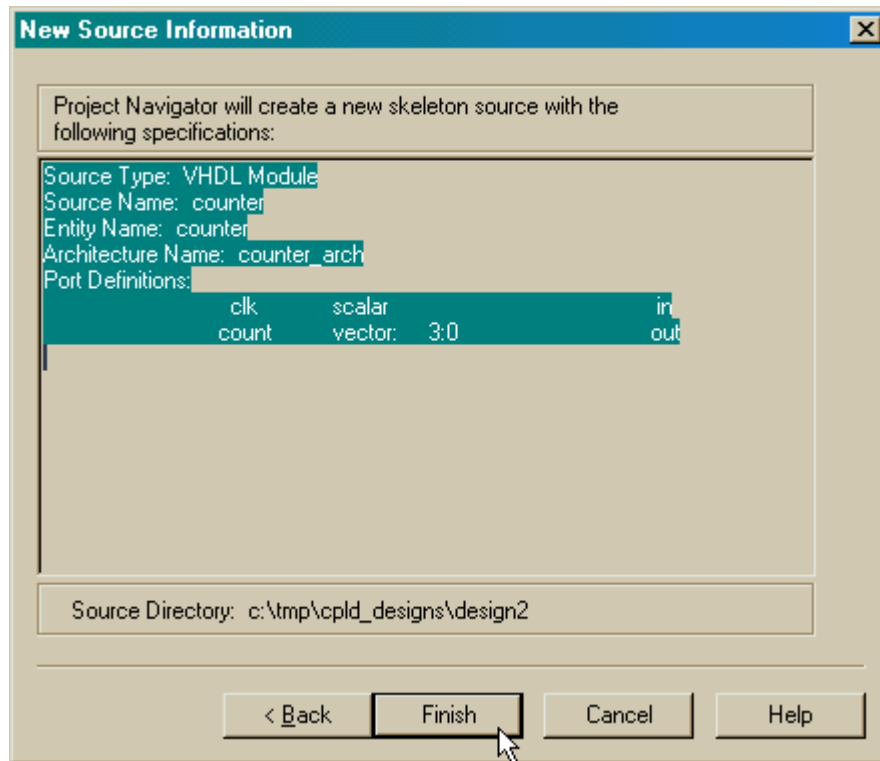 New Source Information
Project Navigator will create a new skeleton source with the
following specifications:
Source Type: VHDL Module
Source Name: counter
Entity Name: counter
Architecture Name: counter_arch
Port Definitions:
clk scalar in
count vector: 3:0 out
Source Directory: c:\tmp\cpld_designs\design2
< Back Finish Cancel Help